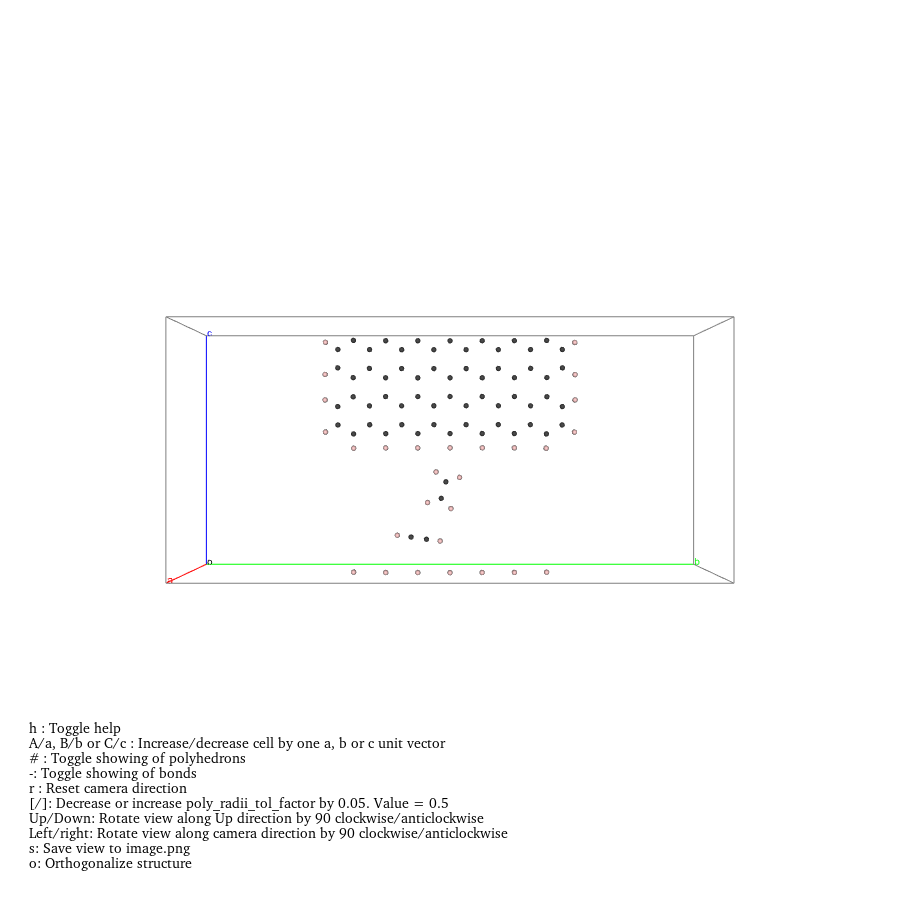 c
o
b
a
h : Toggle help
A/a, B/b or C/c : Increase/decrease cell by one a, b or c unit vector
# : Toggle showing of polyhedrons
-: Toggle showing of bonds
r : Reset camera direction
[/]: Decrease or increase poly_radii_tol_factor by 0.05. Value = 0.5
Up/Down: Rotate view along Up direction by 90 clockwise/anticlockwise
Left/right: Rotate view along camera direction by 90 clockwise/anticlockwise
s: Save view to image.png
o: Orthogonalize structure